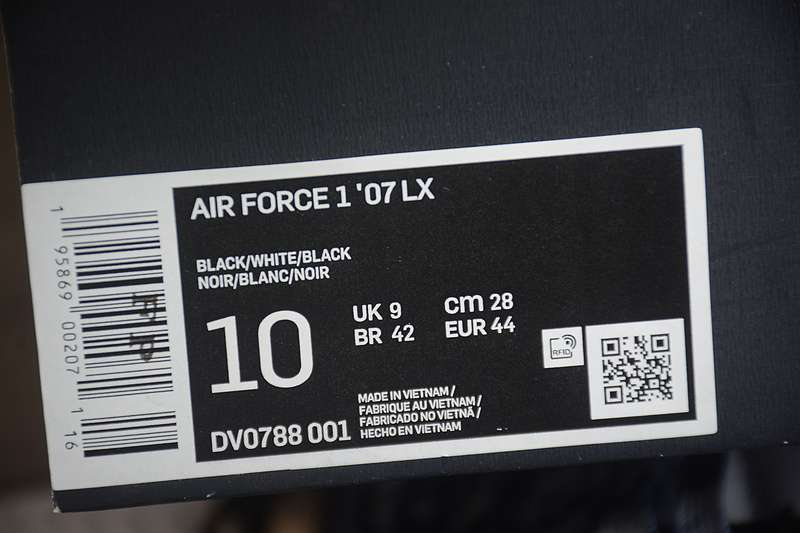 AIR FORCE 1 '07 LX
BLACK/WHITE/BLACK
NOIR/BLANC/NOIR
10
UK 9
BR 42
cm 28
EUR 44
RFID
DV0788 001
MADE IN VIETNAM /
FABRIQUE AU VIETNAM /
FABRICADO NO VIETNÃ /
HECHO EN VIETNAM
1 95869 00207 1 16